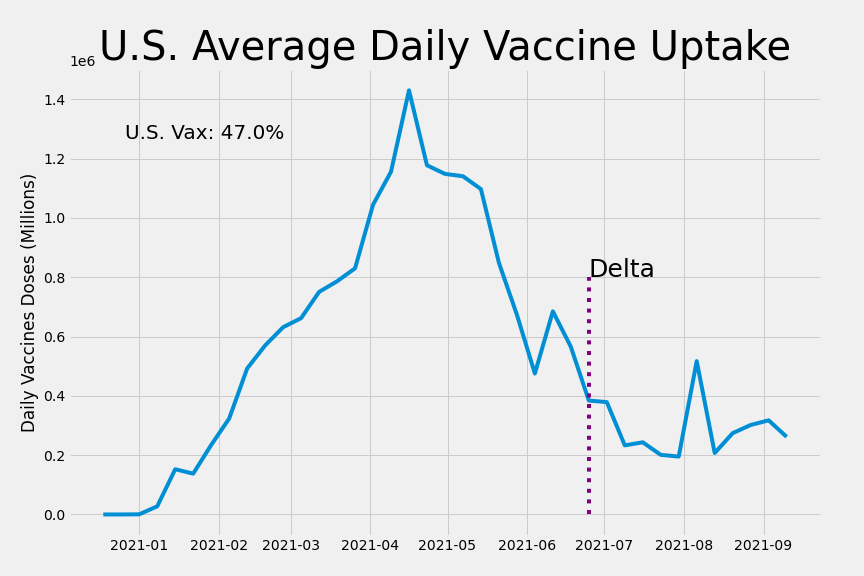 U.S. Average Daily Vaccine Uptake
1e6
1.4
U.S. Vax: 47.0%
1.2
1.0
Delta
0.8
0.6
0.4
0.2
0.0
Daily Vaccines Doses (Millions)
2021-01 2021-02 2021-03 2021-04 2021-05 2021-06 2021-07 2021-08 2021-09